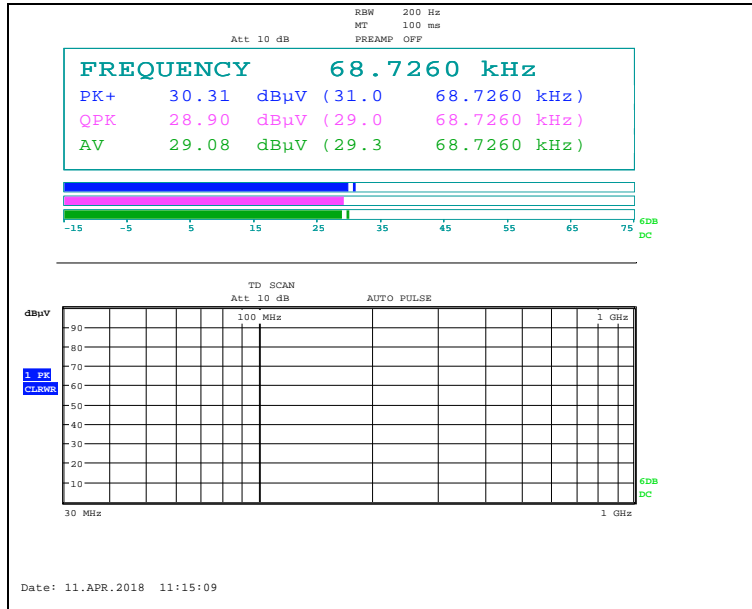 RBW 200 Hz
MT 100 ms
Att 10 dB PREAMP OFF
FREQUENCY 68.7260 kHz
PK+ 30.31 dBµV (31.0 68.7260 kHz)
QPK 28.90 dBµV (29.0 68.7260 kHz)
AV 29.08 dBµV (29.3 68.7260 kHz)
-15 -5 5 15 25 35 45 55 65 75
6DB
DC
TD SCAN
Att 10 dB AUTO PULSE
dBµV
100 MHz 1 GHz
90
80
70
1 PK
60
CLRWR
50
40
30
20
10
6DB
DC
30 MHz 1 GHz
Date: 11.APR.2018 11:15:09